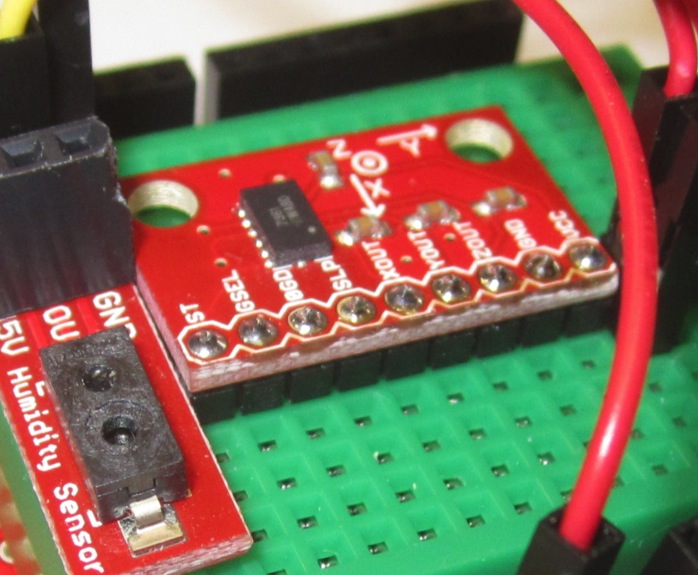 Z
X
Y
ST
GSEL
0GD
SLP
XOUT
YOUT
ZOUT
GND
VCC
5V
OU
GND
Humidity Sensor